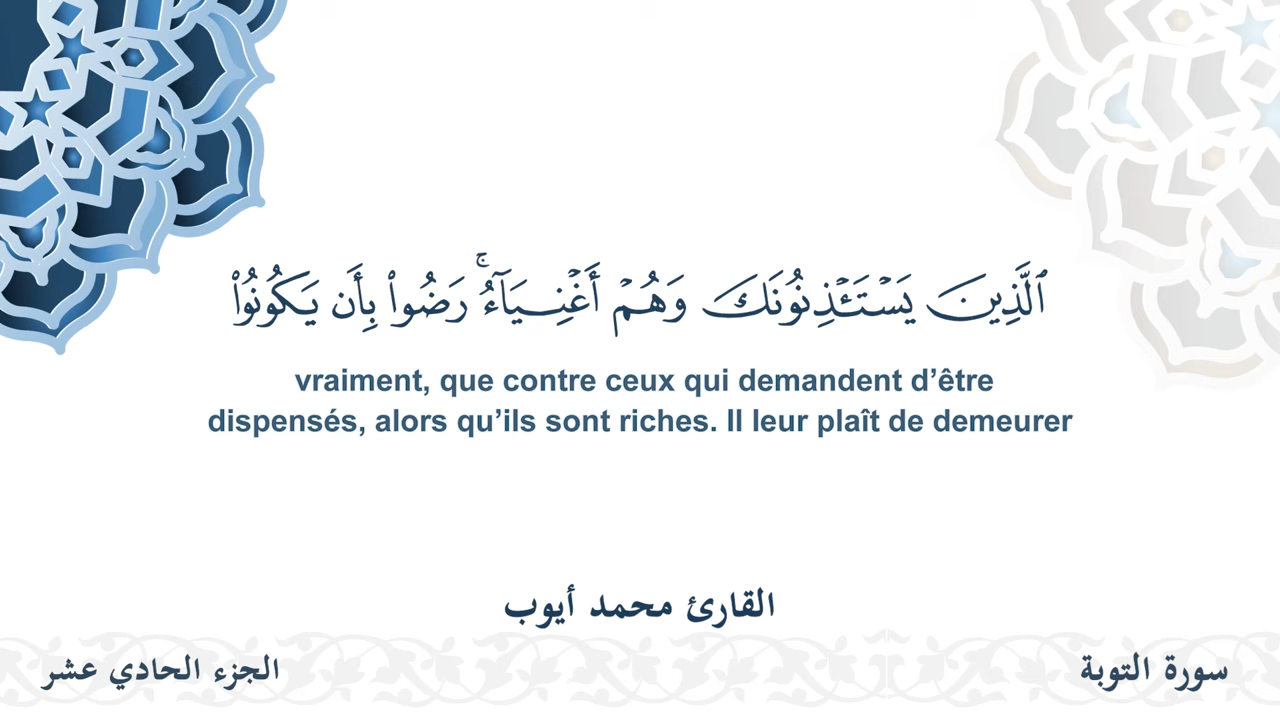 ٱلَّذِينَ يَسْتَـْٔذِنُونَكَ وَهُمْ أَغْنِيَآءُ ۚ رَضُوا۟ بِأَن يَكُونُوا۟
vraiment, que contre ceux qui demandent d’être
dispensés, alors qu’ils sont riches. Il leur plaît de demeurer
القارئ محمد أيوب
سورة التوبة
الجزء الحادي عشر